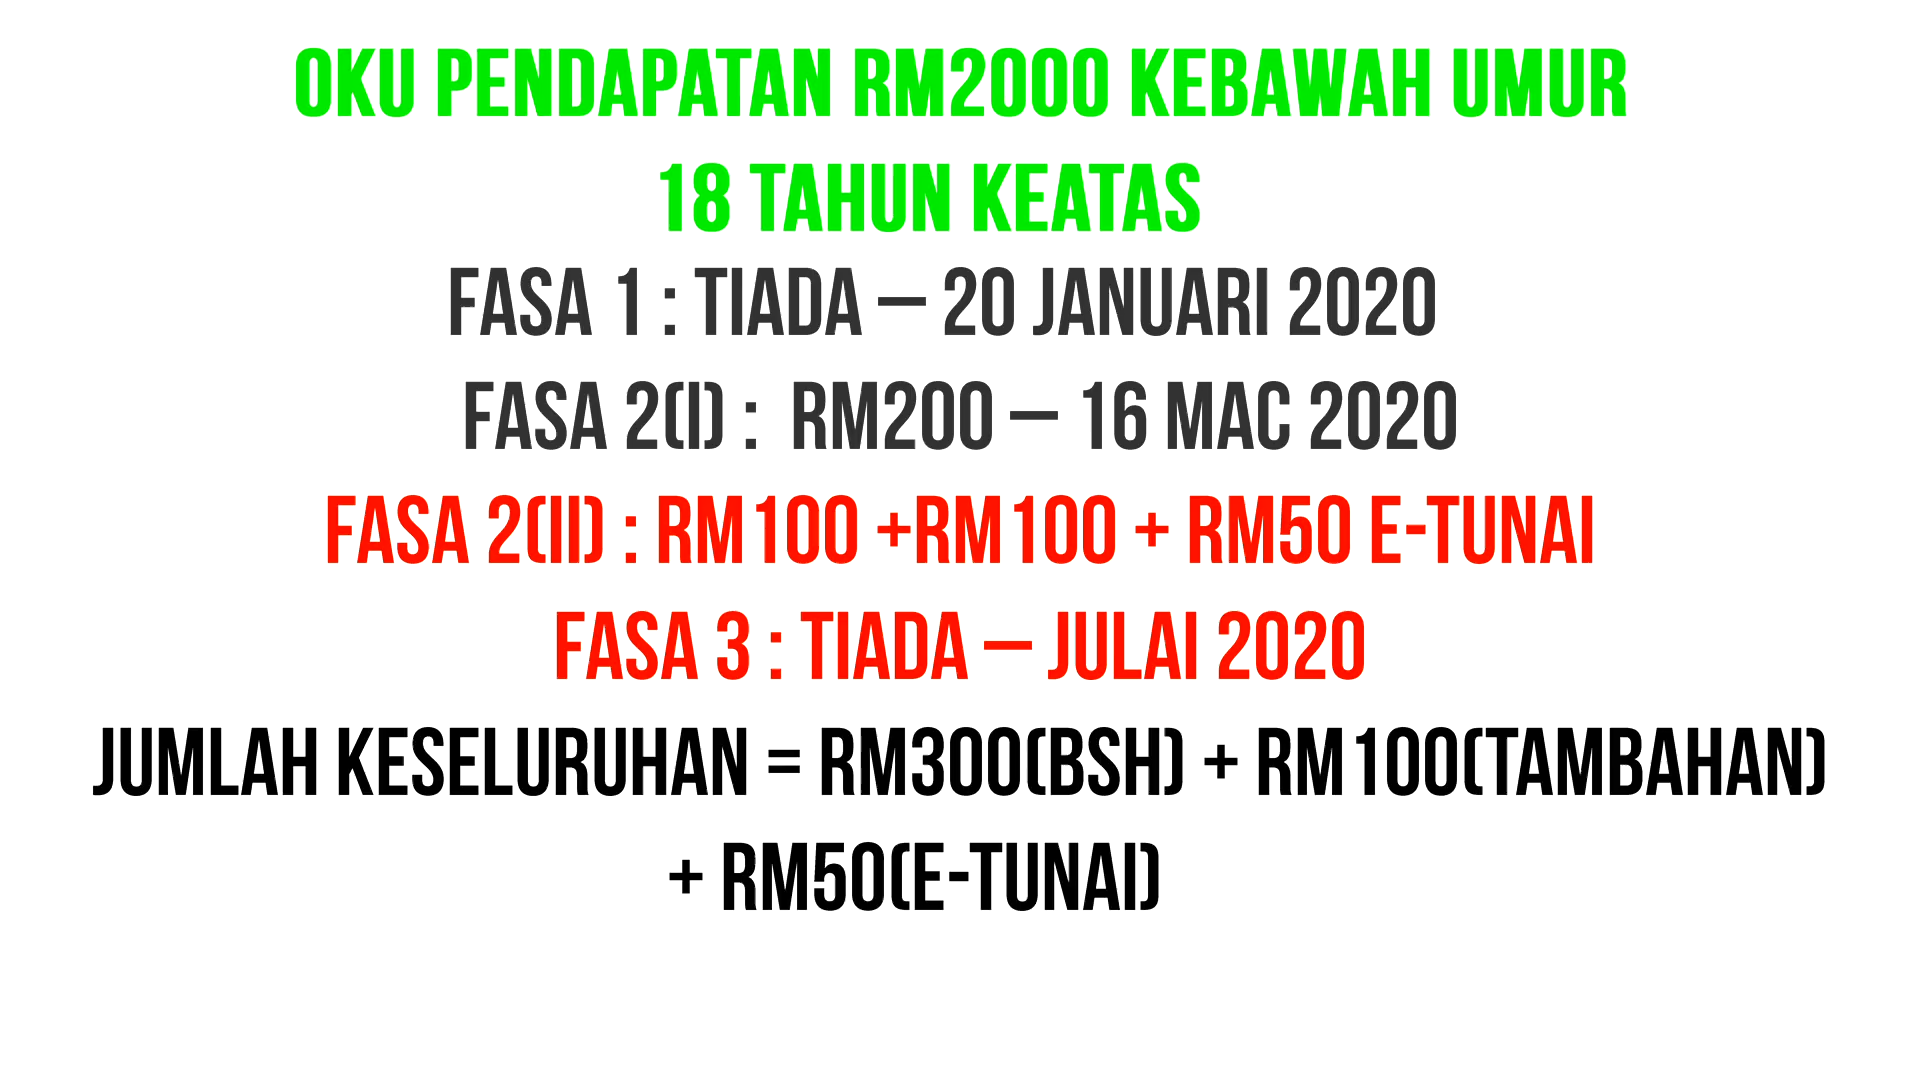 OKU PENDAPATAN RM2000 KEBAWAH UMUR
18 TAHUN KEATAS
FASA 1 : TIADA – 20 JANUARI 2020
FASA 2(I) :  RM200 – 16 MAC 2020
FASA 2(II) : RM100 +RM100 + RM50 E-TUNAI
FASA 3 : TIADA – JULAI 2020
JUMLAH KESELURUHAN = RM300(BSH) + RM100(TAMBAHAN)
+ RM50(E-TUNAI)